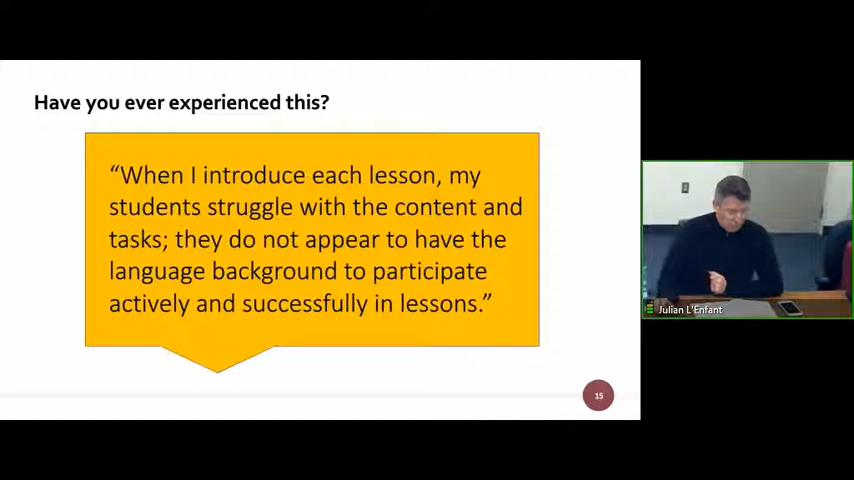 Have you ever experienced this?
“When I introduce each lesson, my
students struggle with the content and
tasks; they do not appear to have the
language background to participate
actively and successfully in lessons.”
15
Julian L'Enfant